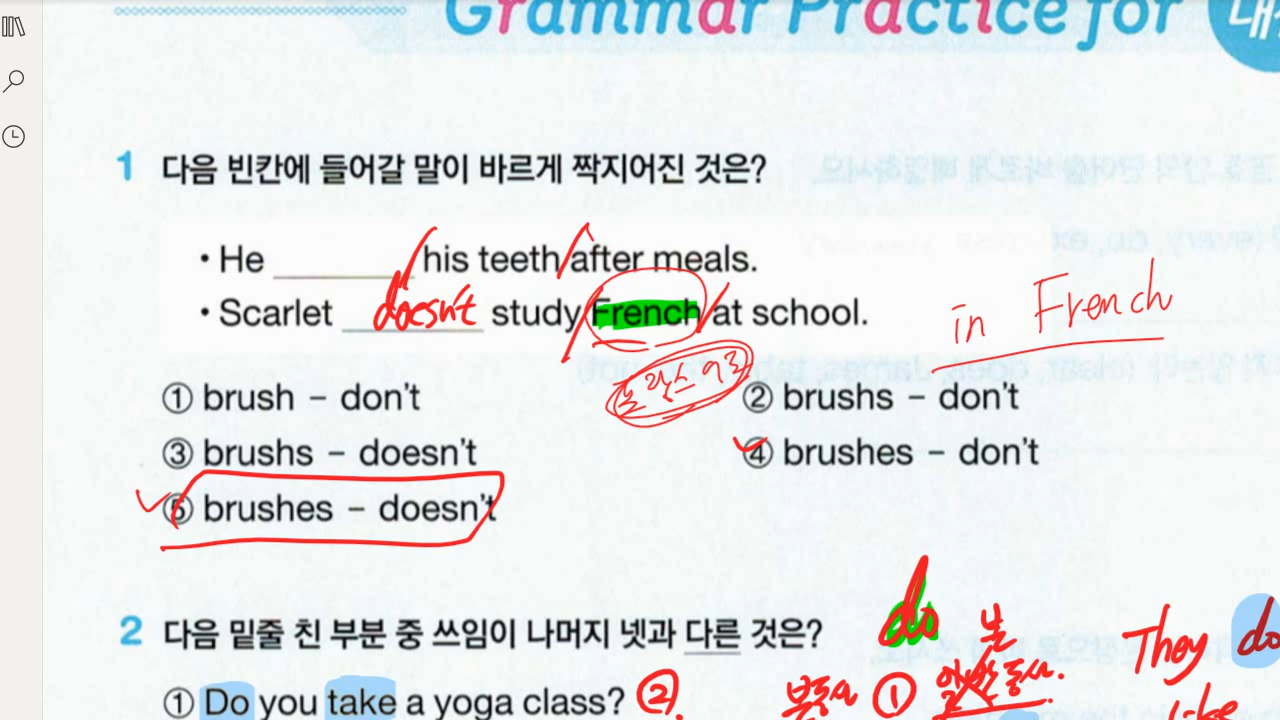 Grammar Practice for 내신
1 다음 빈칸에 들어갈 말이 바르게 짝지어진 것은?
• He ________ his teeth after meals.
• Scarlet doesn't study French at school.
in French
① brush – don't
② brushs – don't
③ brushs – doesn't
④ brushes – don't
⑤ brushes – doesn't
do
2 다음 밑줄 친 부분 중 쓰임이 나머지 넷과 다른 것은?
They do
① Do you take a yoga class? ②
①